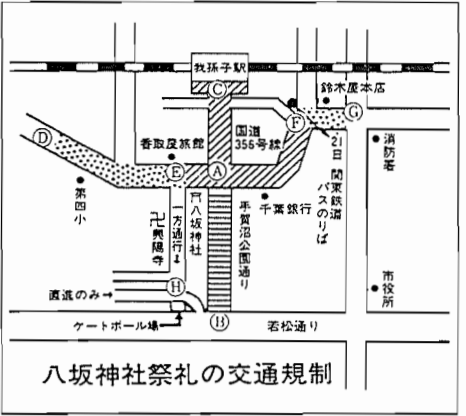 我孫子駅
Ⓒ
鈴木屋本店
Ⓖ
Ⓕ
Ⓓ
香取屋旅館
国道
356号線
Ⓔ
Ⓐ
21日 関東鉄道
バスのりば
消防署
第四小
千葉銀行
卍興陽寺
一方通行→
八坂神社
手賀沼公園通り
市役所
Ⓗ
直進のみ→
Ⓑ
ゲートボール場
若松通り
八坂神社祭礼の交通規制